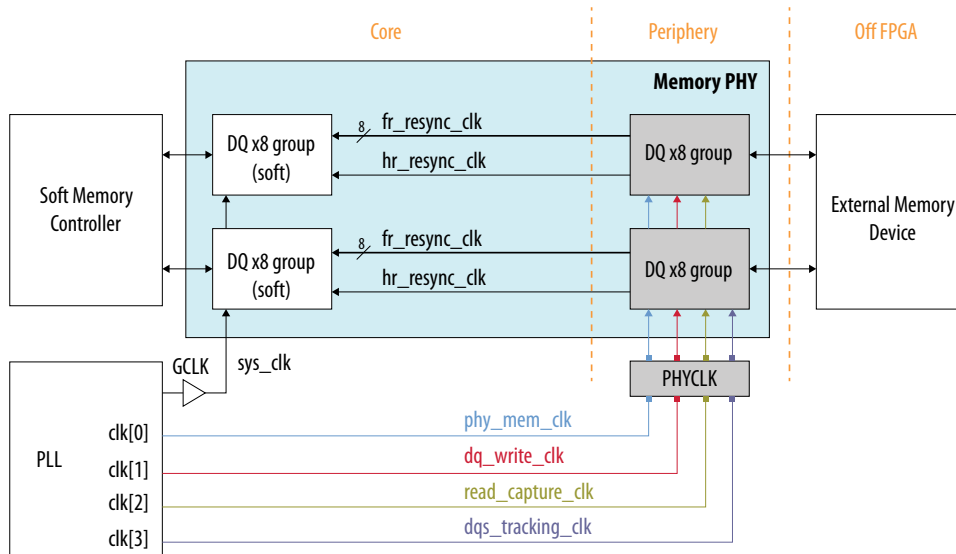 Core
Periphery
Off FPGA
Memory PHY
Soft Memory
Controller
DQ x8 group
(soft)
8
fr_resync_clk
hr_resync_clk
DQ x8 group
External Memory
Device
DQ x8 group
(soft)
8
fr_resync_clk
hr_resync_clk
DQ x8 group
GCLK
sys_clk
PHYCLK
PLL
clk[0]
phy_mem_clk
clk[1]
dq_write_clk
clk[2]
read_capture_clk
clk[3]
dqs_tracking_clk